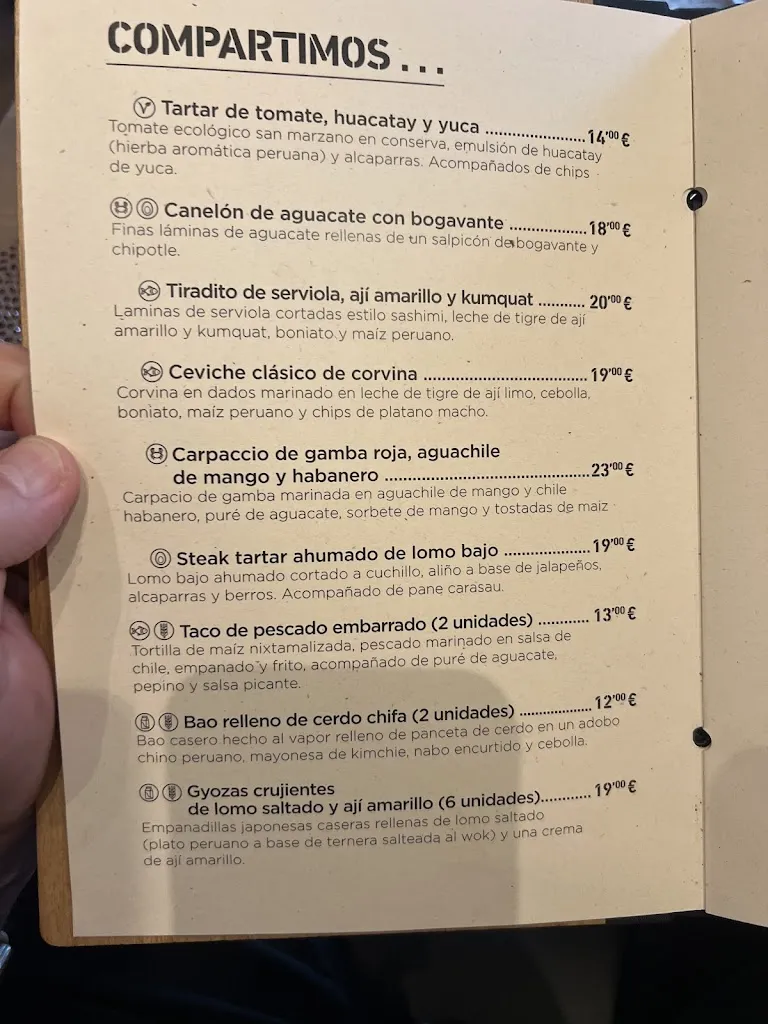 COMPARTIMOS...
Tartar de tomate, huacatay y yuca ......................14'00 €
Tomate ecológico san marzano en conserva, emulsión de huacatay
(hierba aromática peruana) y alcaparras. Acompañados de chips
de yuca.
Canelón de aguacate con bogavante .................18'00 €
Finas láminas de aguacate rellenas de un salpicón de bogavante y
chipotle.
Tiradito de serviola, ají amarillo y kumquat .......... 20'00 €
Laminas de serviola cortadas estilo sashimi, leche de tigre de ají
amarillo y kumquat, boniato y maíz peruano.
Ceviche clásico de corvina ....................................19'00 €
Corvina en dados marinado en leche de tigre de ají limo, cebolla,
boniato, maíz peruano y chips de platano macho.
Carpaccio de gamba roja, aguachile
de mango y habanero .............................................23'00 €
Carpacio de gamba marinada en aguachile de mango y chile
habanero, puré de aguacate, sorbete de mango y tostadas de maiz
Steak tartar ahumado de lomo bajo ...................19'00 €
Lomo bajo ahumado cortado a cuchillo, aliño a base de jalapeños,
alcaparras y berros. Acompañado de pane carasau.
Taco de pescado embarrado (2 unidades) ........... 13'00 €
Tortilla de maíz nixtamalizada, pescado marinado en salsa de
chile, empanado y frito, acompañado de puré de aguacate,
pepino y salsa picante.
Bao relleno de cerdo chifa (2 unidades) ................12'00 €
Bao casero hecho al vapor relleno de panceta de cerdo en un adobo
chino peruano, mayonesa de kimchie, nabo encurtido y cebolla.
Gyozas crujientes
de lomo saltado y ají amarillo (6 unidades)........... 19'00 €
Empanadillas japonesas caseras rellenas de lomo saltado
(plato peruano a base de ternera salteada al wok) y una crema
de ají amarillo.